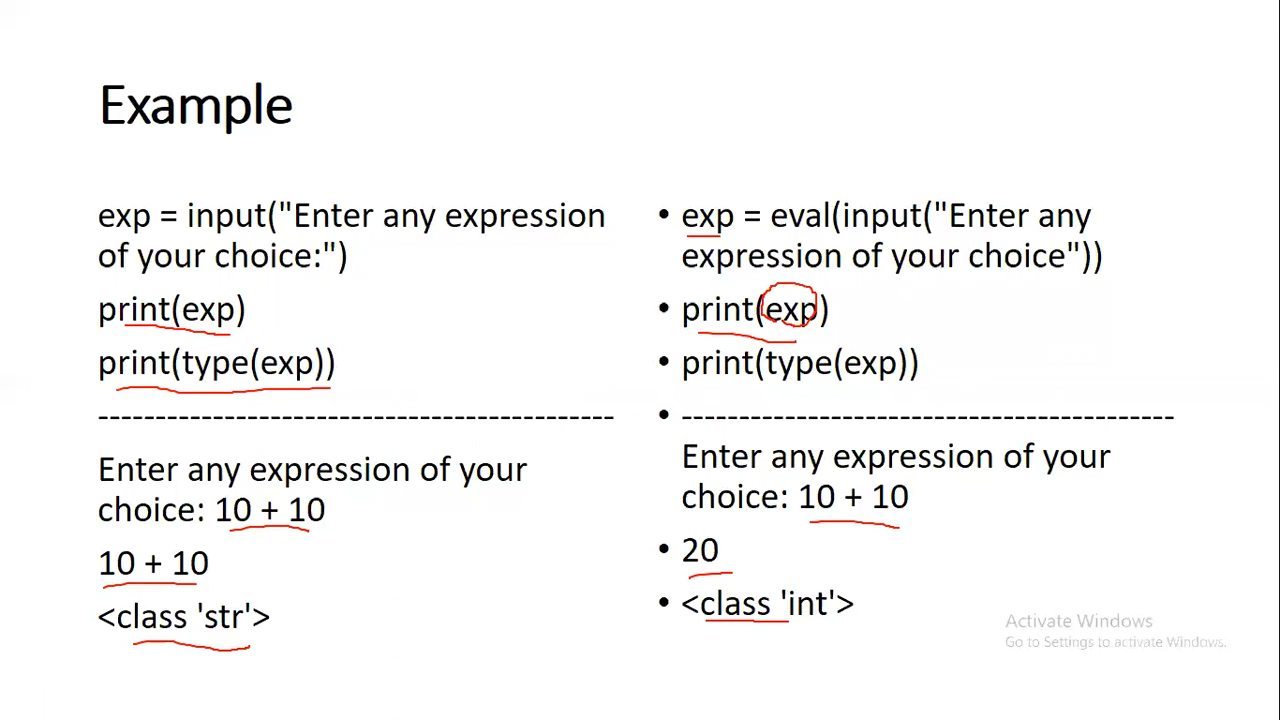 Example
exp = input("Enter any expression
of your choice:")
print(exp)
print(type(exp))
-------------------------------------------
Enter any expression of your
choice: 10 + 10
10 + 10
<class 'str'>
• exp = eval(input("Enter any
expression of your choice"))
• print(exp)
• print(type(exp))
• -----------------------------------------
Enter any expression of your
choice: 10 + 10
• 20
• <class 'int'>
Activate Windows
Go to Settings to activate Windows.